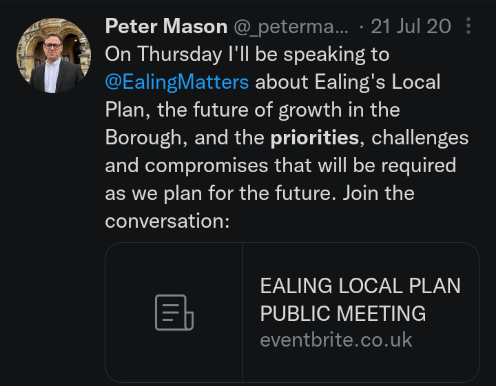 Peter Mason @_peterma... · 21 Jul 20
On Thursday I'll be speaking to
@EalingMatters about Ealing's Local
Plan, the future of growth in the
Borough, and the priorities, challenges
and compromises that will be required
as we plan for the future. Join the
conversation:
EALING LOCAL PLAN
PUBLIC MEETING
eventbrite.co.uk